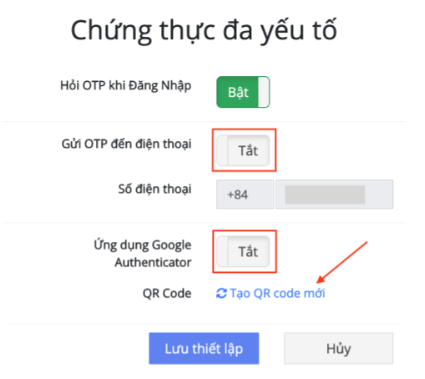 Chứng thực đa yếu tố
Hỏi OTP khi Đăng Nhập
Bật
Gửi OTP đến điện thoại
Tắt
Số điện thoại
+84
Ứng dụng Google
Authenticator
Tắt
QR Code
Tạo QR code mới
Lưu thiết lập
Hủy